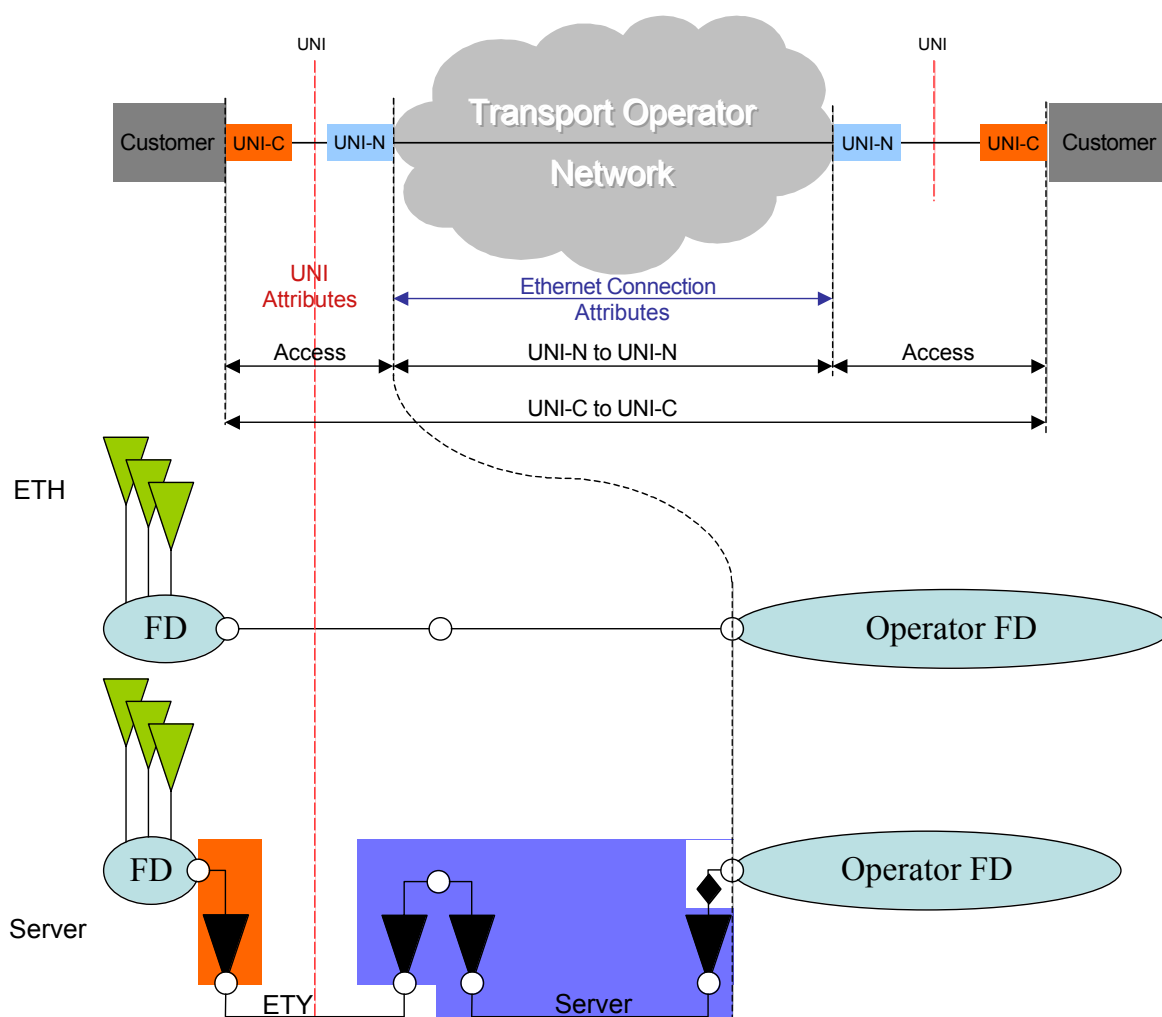 UNI
UNI
Transport Operator
Network
Customer
UNI-C
UNI-N
UNI-N
UNI-C
Customer
UNI
Attributes
Ethernet Connection
Attributes
Access
UNI-N to UNI-N
Access
UNI-C to UNI-C
ETH
FD
Operator FD
FD
Operator FD
Server
ETY
Server